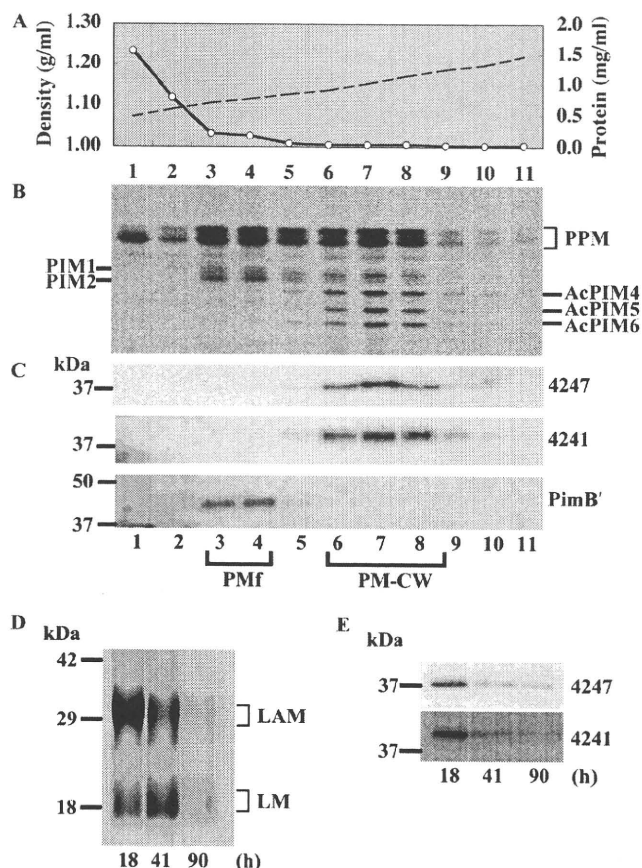 A
Density (g/ml)
1.30
1.20
1.10
1.00
2.0
1.5
1.0
0.5
0.0
Protein (mg/ml)
1 2 3 4 5 6 7 8 9 10 11
B
PPM
PIM1
PIM2
AcPIM4
AcPIM5
AcPIM6
C
kDa
37
4247
37
4241
50
37
PimB′
1 2 3 4 5 6 7 8 9 10 11
PMf
PM-CW
D
kDa
42
29
18
LAM
LM
18 41 90 (h)
E
kDa
37
4247
37
4241
18 41 90 (h)